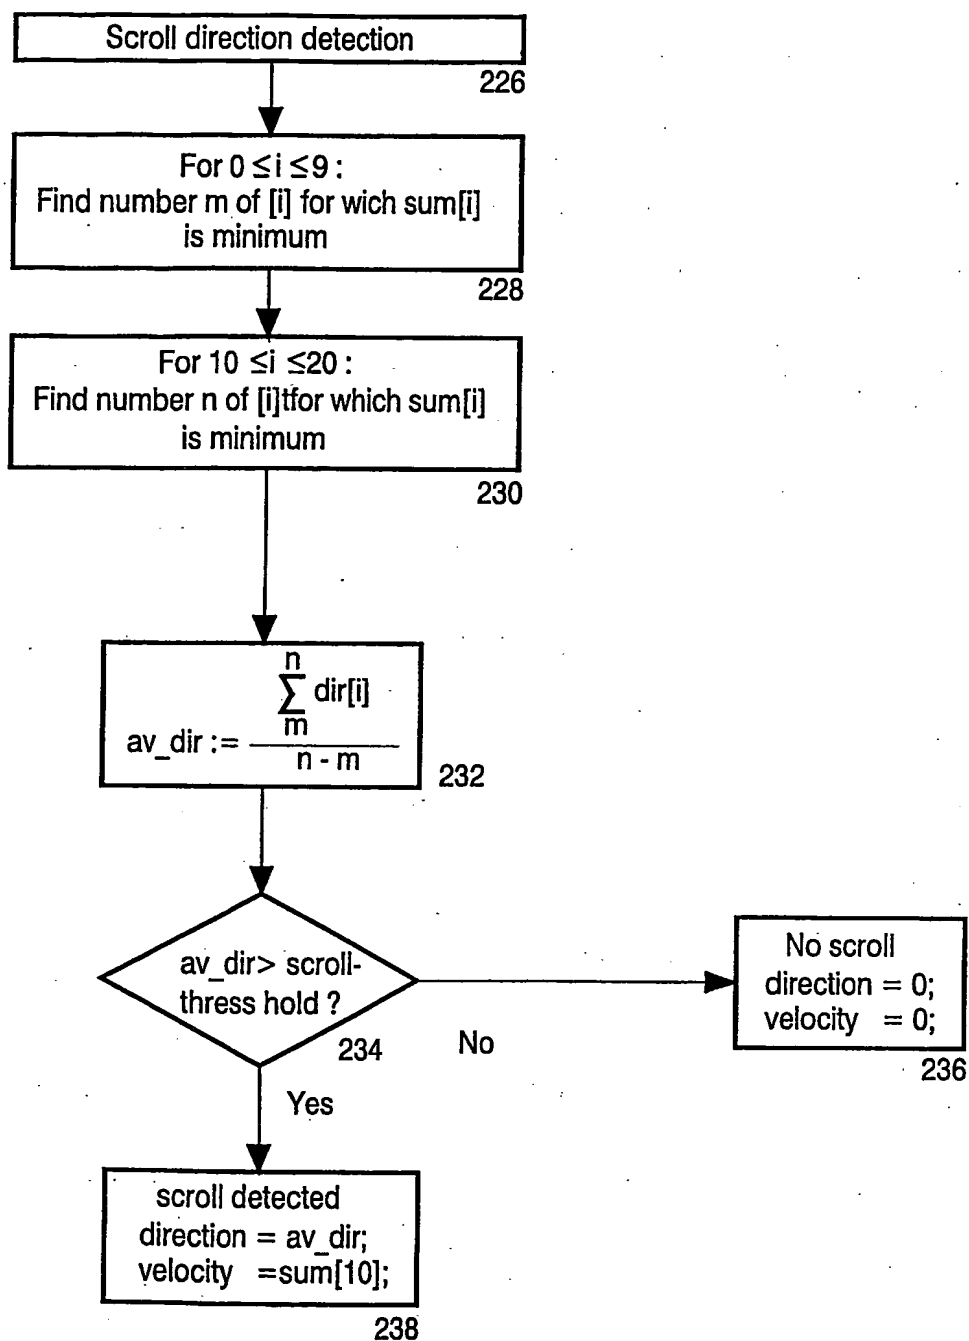 Scroll direction detection
226
For 0 ≤i ≤9 :
Find number m of [i] for wich sum[i]
is minimum
228
For 10 ≤i ≤20 :
Find number n of [i]tfor which sum[i]
is minimum
230
n
∑ dir[i]
m
av_dir :=
n - m
232
av_dir> scroll-
thress hold ?
234
No
No scroll
direction = 0;
velocity = 0;
236
Yes
scroll detected
direction = av_dir;
velocity =sum[10];
238